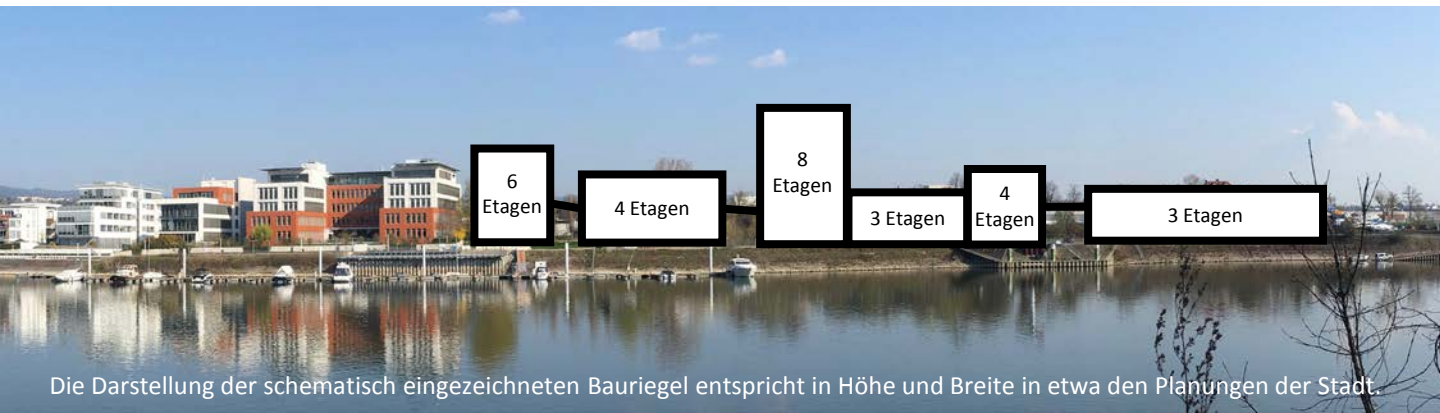 6
Etagen
4 Etagen
8
Etagen
3 Etagen
4
Etagen
3 Etagen
Die Darstellung der schematisch eingezeichneten Bauriegel entspricht in Höhe und Breite in etwa den Planungen der Stadt.